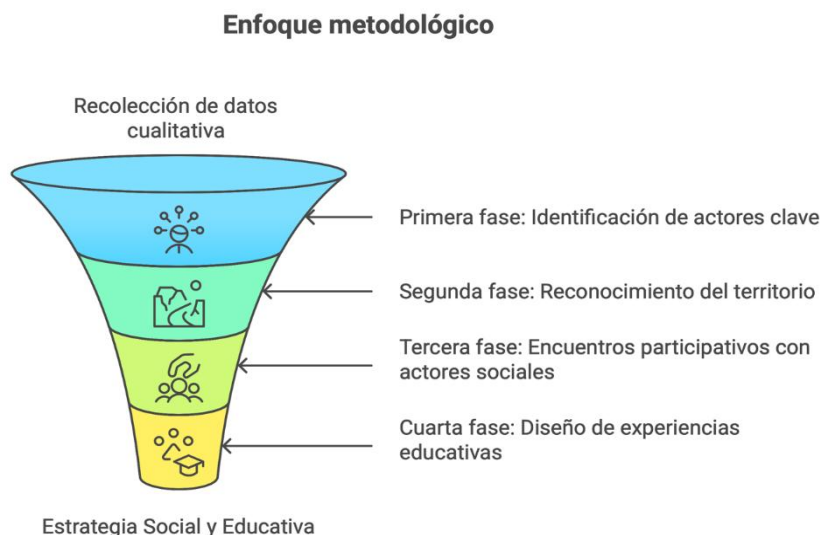 Enfoque metodológico
Recolección de datos
cualitativa
Primera fase: Identificación de actores clave
Segunda fase: Reconocimiento del territorio
Tercera fase: Encuentros participativos con
actores sociales
Cuarta fase: Diseño de experiencias
educativas
Estrategia Social y Educativa